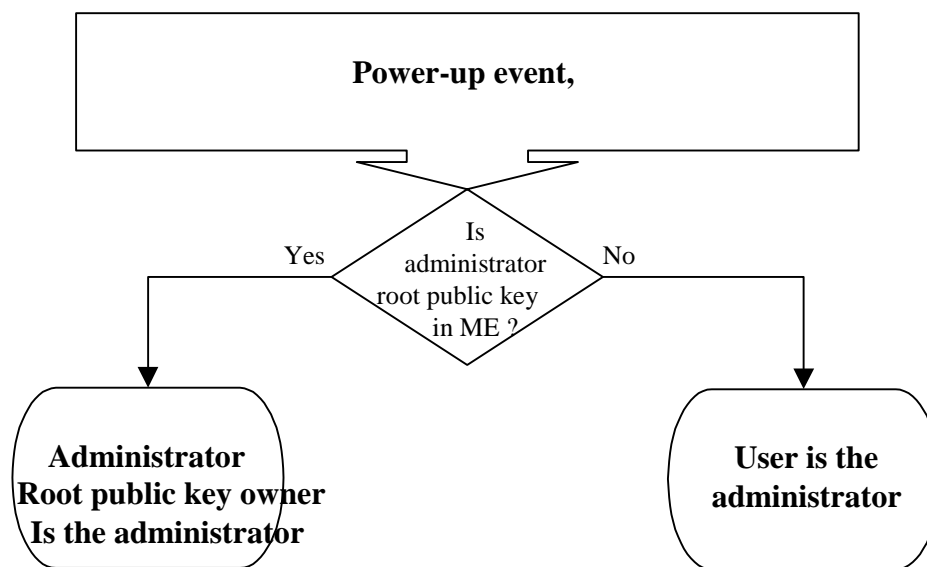 Power-up event,
Is
administrator
root public key
in ME ?
Yes
No
Administrator
Root public key owner
Is the administrator
User is the
administrator